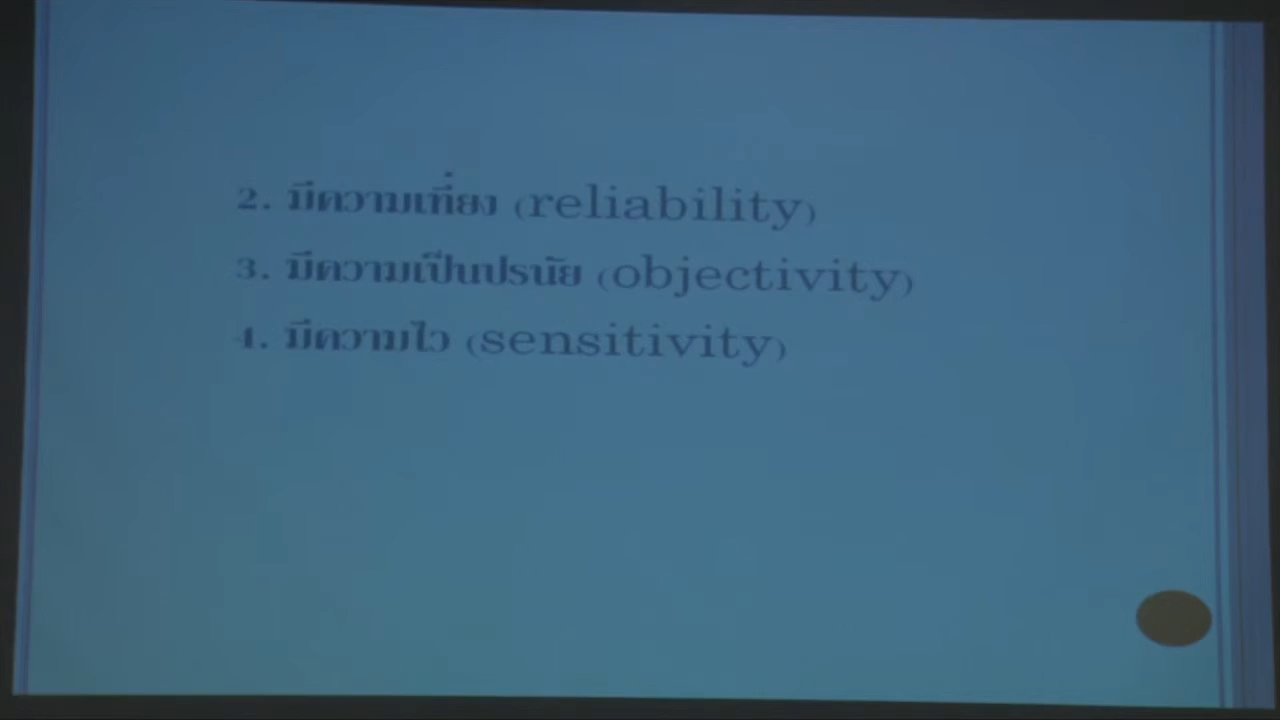 2. มีความเที่ยง (reliability)
3. มีความเป็นปรนัย (objectivity)
4. มีความไว (sensitivity)